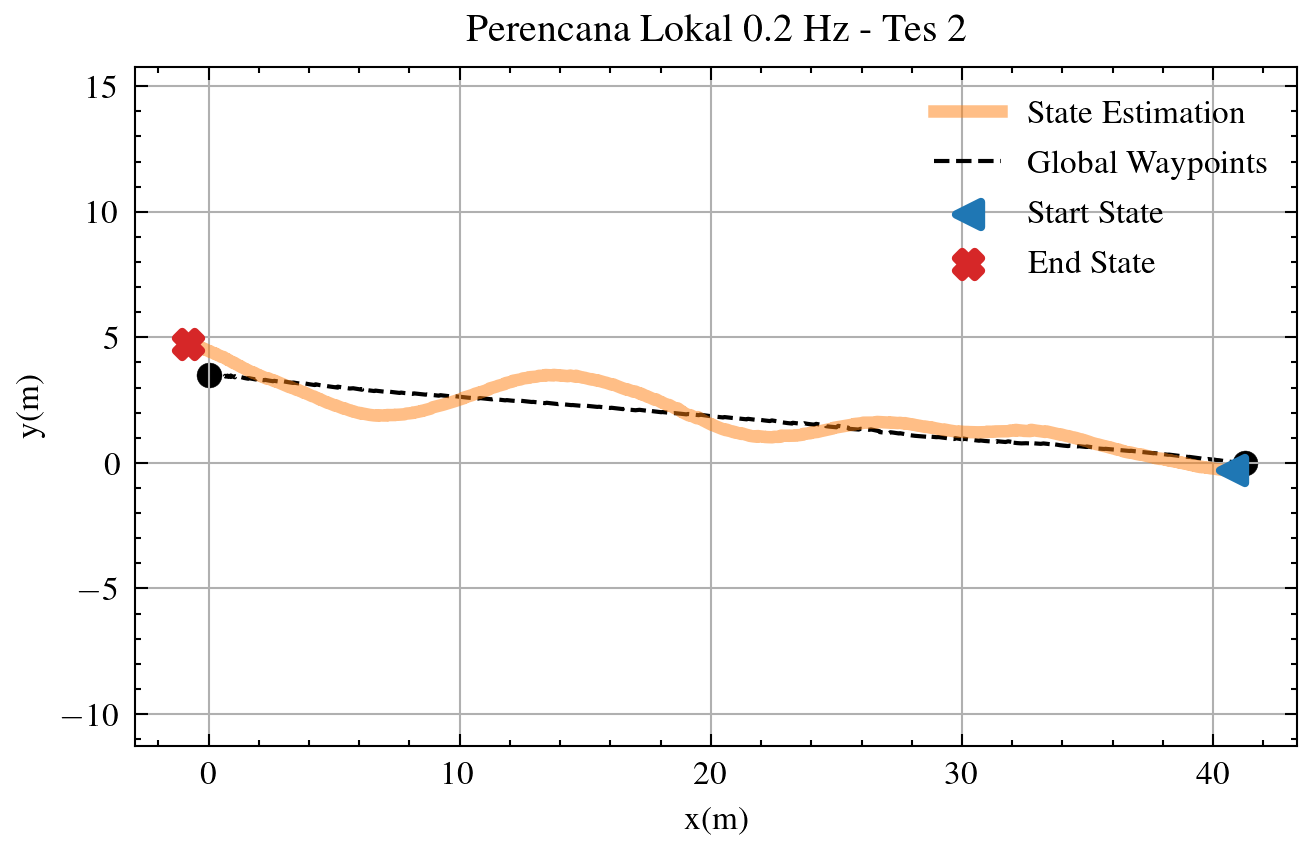 Perencana Lokal 0.2 Hz - Tes 2
15
10
5
0
−5
−10
y(m)
State Estimation
Global Waypoints
Start State
End State
0
10
20
30
40
x(m)